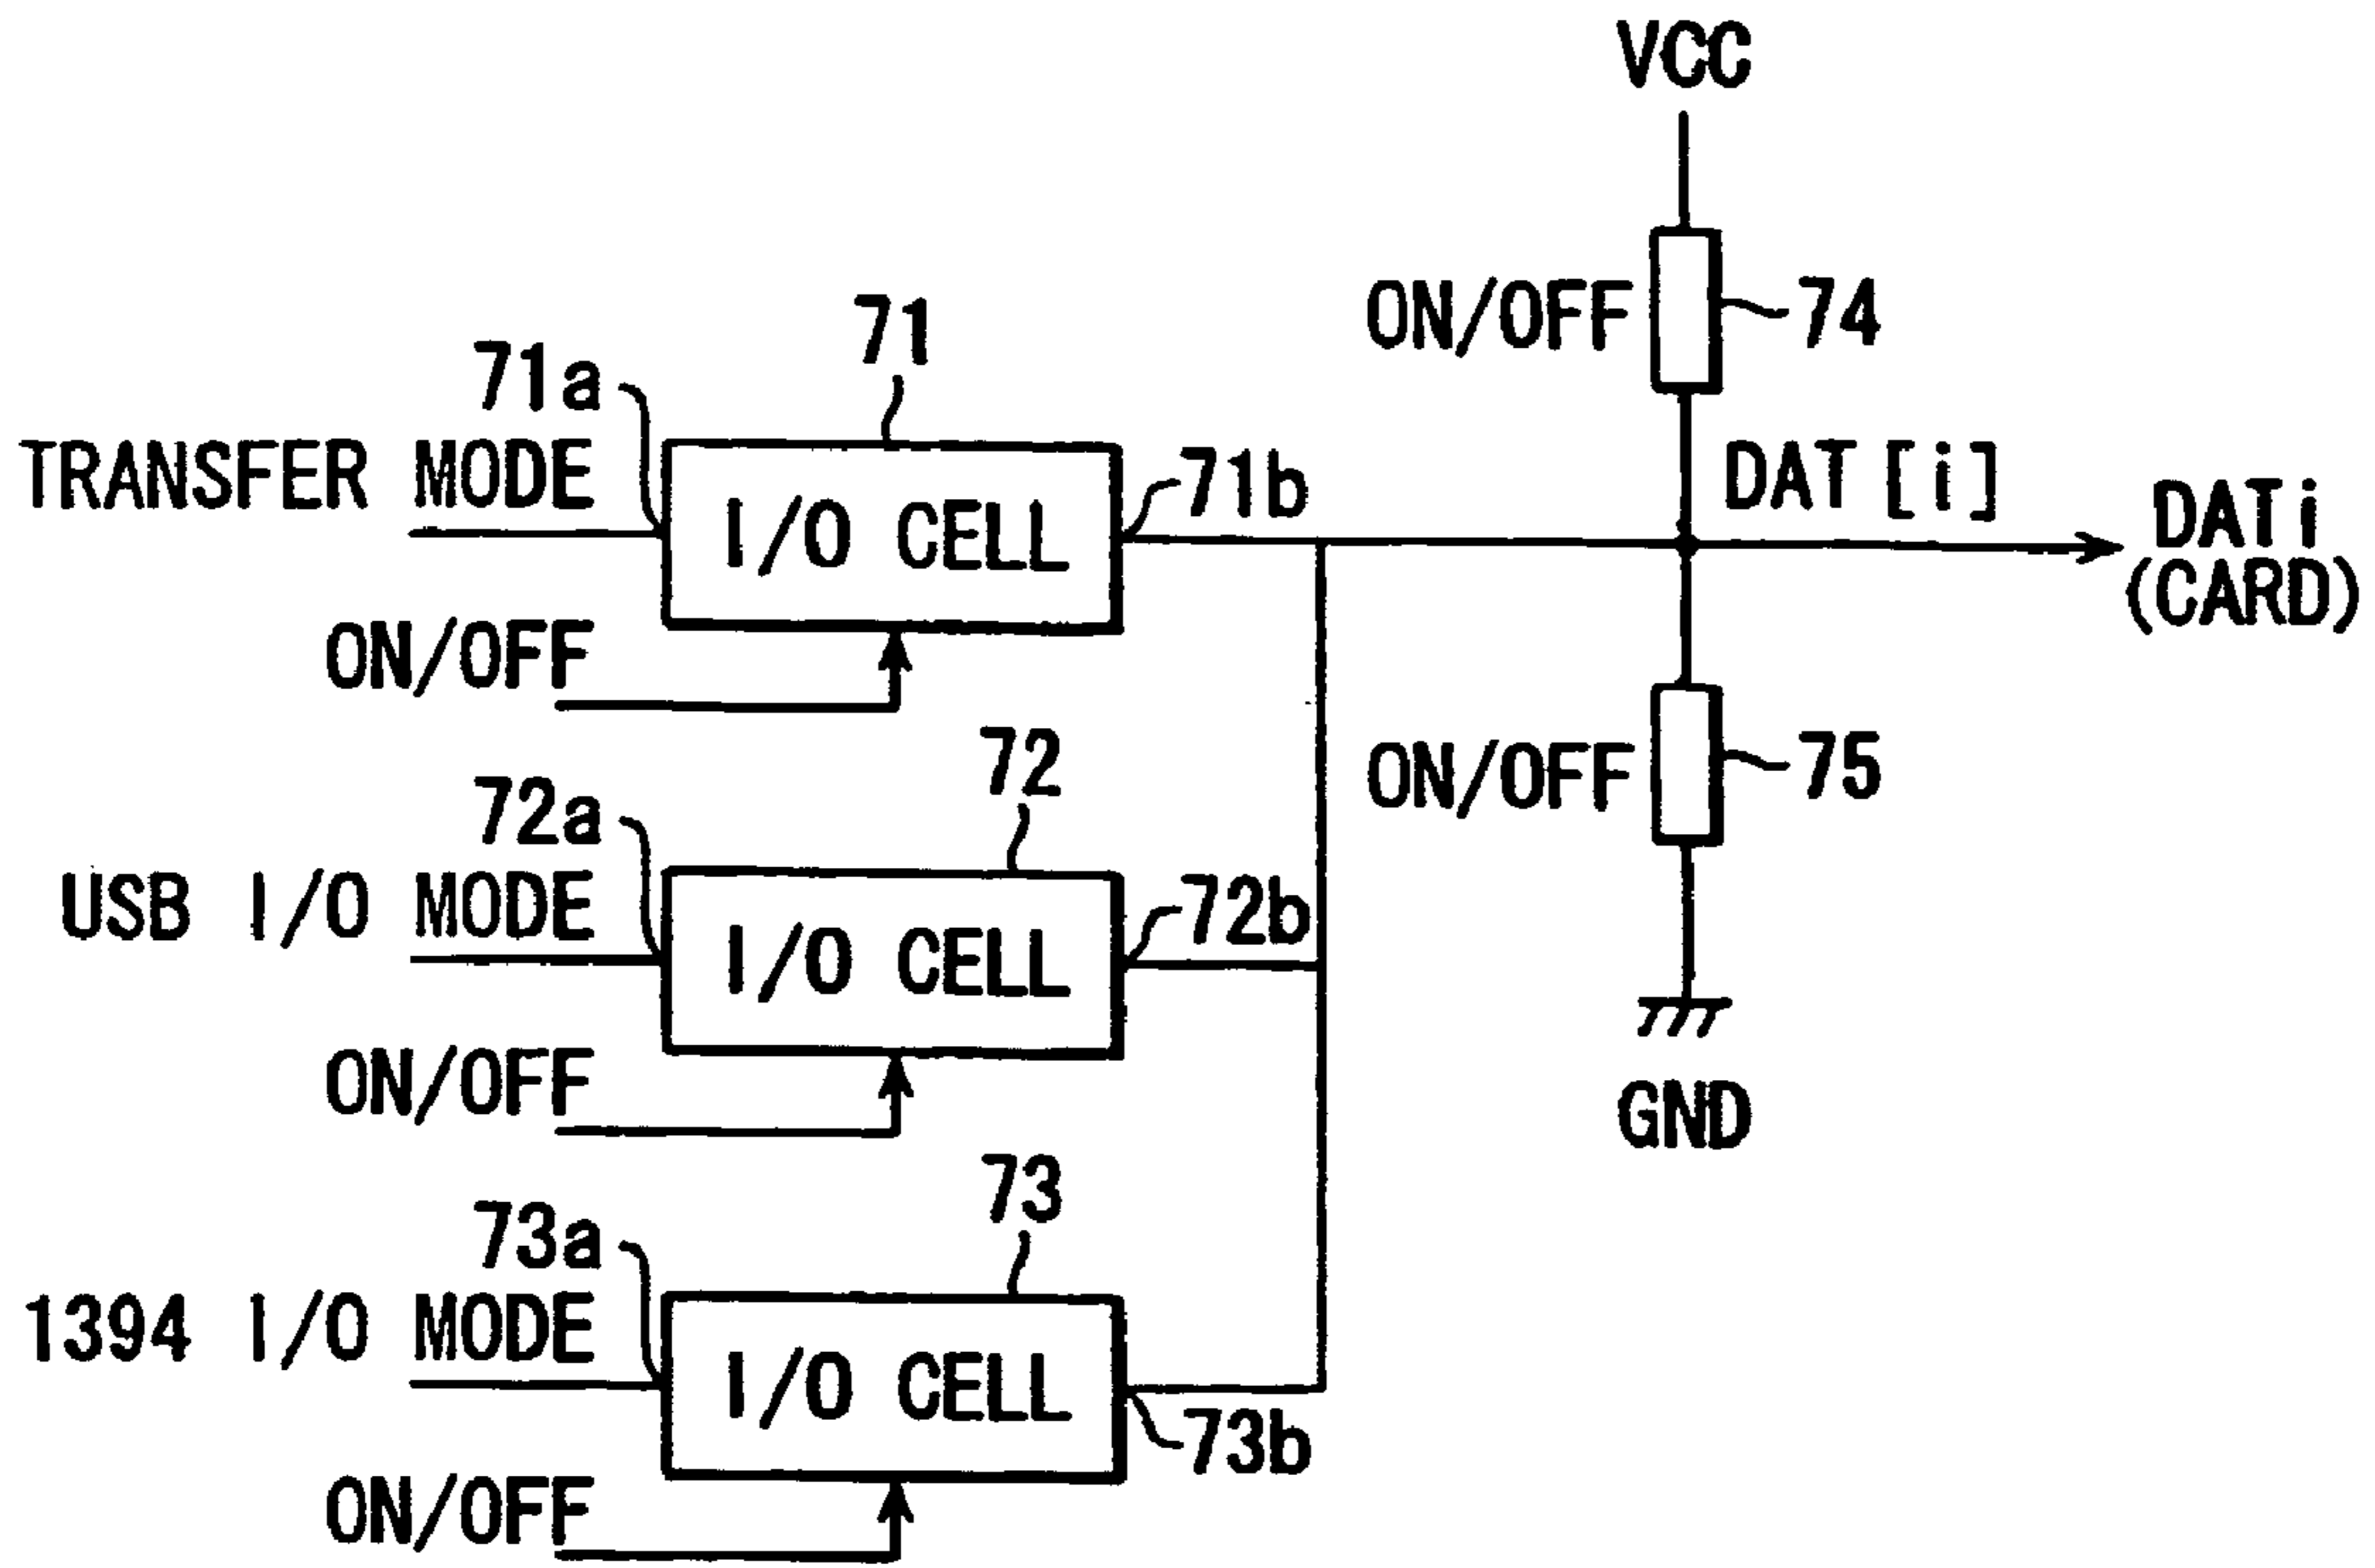 VCC
ON/OFF
74
71
71a
TRANSFER MODE
I/O CELL
71b
DAT[i]
DATi
(CARD)
ON/OFF
72
ON/OFF
75
72a
USB I/O MODE
I/O CELL
72b
ON/OFF
GND
73
73a
1394 I/O MODE
I/O CELL
73b
ON/OFF